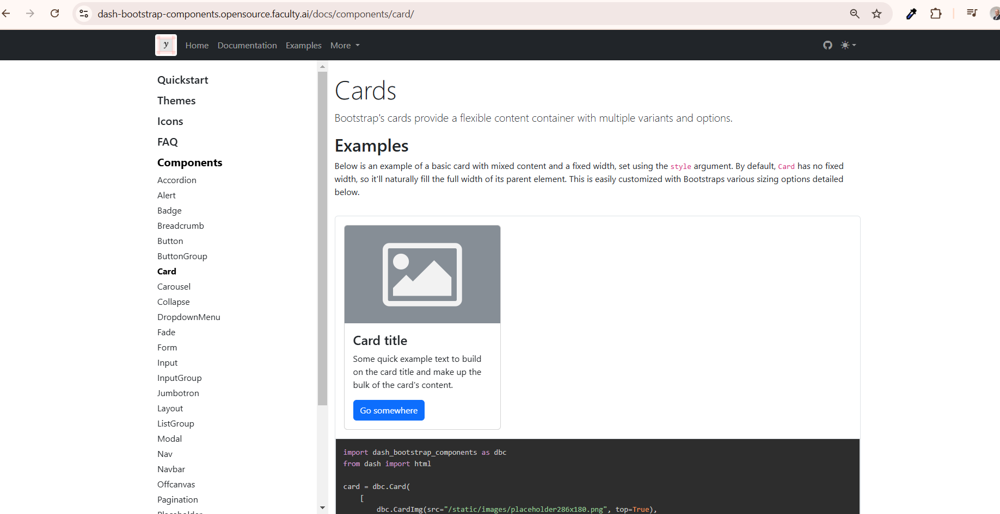 dash-bootstrap-components.opensource.faculty.ai/docs/components/card/
y Home Documentation Examples More
Quickstart
Themes
Icons
FAQ
Components
Accordion
Alert
Badge
Breadcrumb
Button
ButtonGroup
Card
Carousel
Collapse
DropdownMenu
Fade
Form
Input
InputGroup
Jumbotron
Layout
ListGroup
Modal
Nav
Navbar
Offcanvas
Pagination
Placeholder
Cards
Bootstrap's cards provide a flexible content container with multiple variants and options.
Examples
Below is an example of a basic card with mixed content and a fixed width, set using the style argument. By default, Card has no fixed
width, so it'll naturally fill the full width of its parent element. This is easily customized with Bootstraps various sizing options detailed
below.
Card title
Some quick example text to build
on the card title and make up the
bulk of the card's content.
Go somewhere
import dash_bootstrap_components as dbc
from dash import html
card = dbc.Card(
    [
        dbc.CardImg(src="/static/images/placeholder286x180.png", top=True),